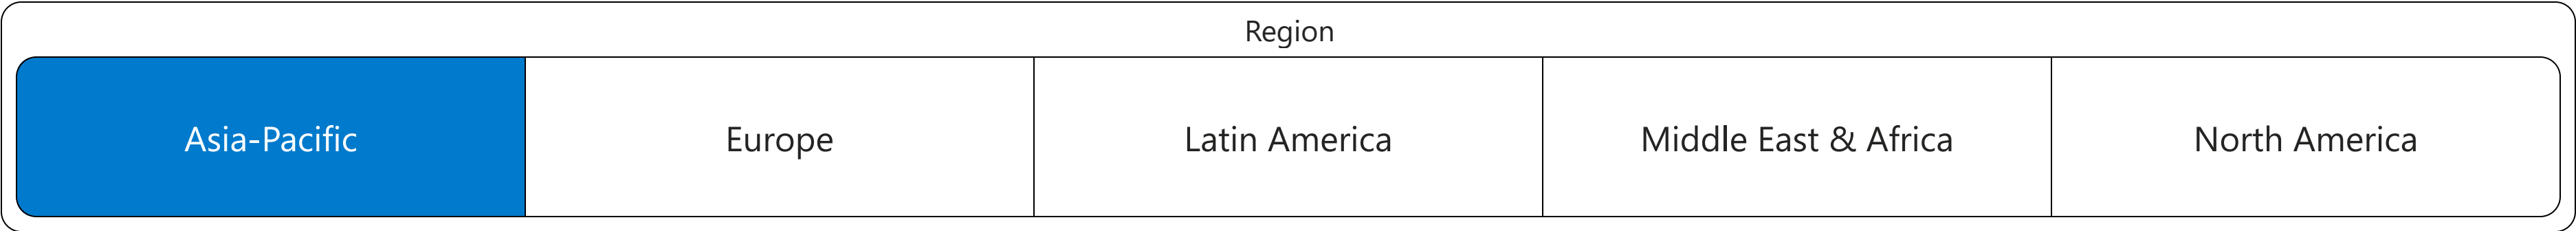 Region
Asia-Pacific
Europe
Latin America
Middle East & Africa
North America